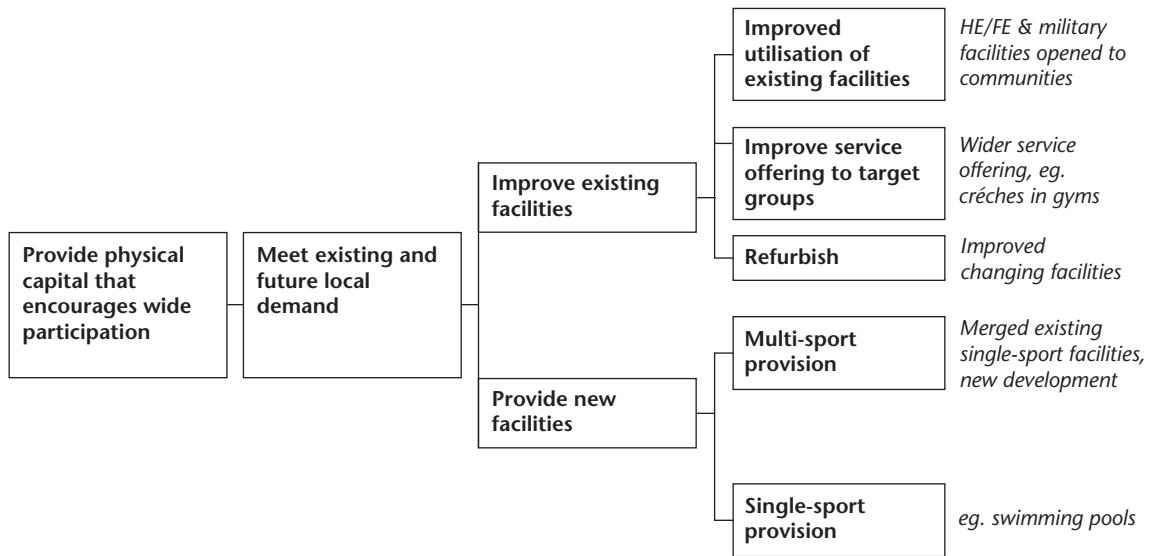 Provide physical
capital that
encourages wide
participation
Meet existing and
future local
demand
Improve existing
facilities
Provide new
facilities
Improved
utilisation of
existing facilities
HE/FE & military
facilities opened to
communities
Improve service
offering to target
groups
Wider service
offering, eg.
créches in gyms
Refurbish
Improved
changing facilities
Multi-sport
provision
Merged existing
single-sport facilities,
new development
Single-sport
provision
eg. swimming pools